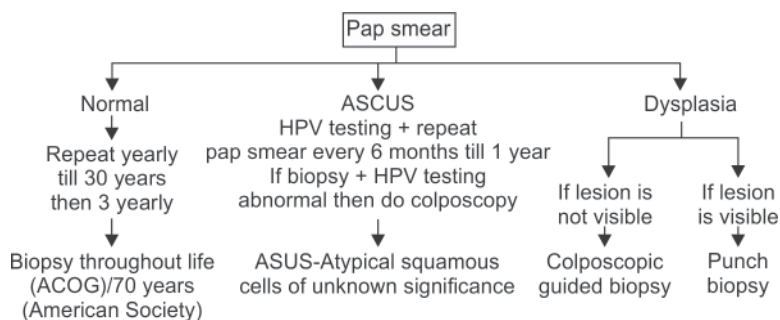 Pap smear
Normal
Repeat yearly
till 30 years
then 3 yearly
Biopsy throughout life
(ACOG)/70 years
(American Society)
ASCUS
HPV testing + repeat
pap smear every 6 months till 1 year
If biopsy + HPV testing
abnormal then do colposcopy
ASUS-Atypical squamous
cells of unknown significance
Dysplasia
If lesion is
not visible
Colposcopic
guided biopsy
If lesion
is visible
Punch
biopsy